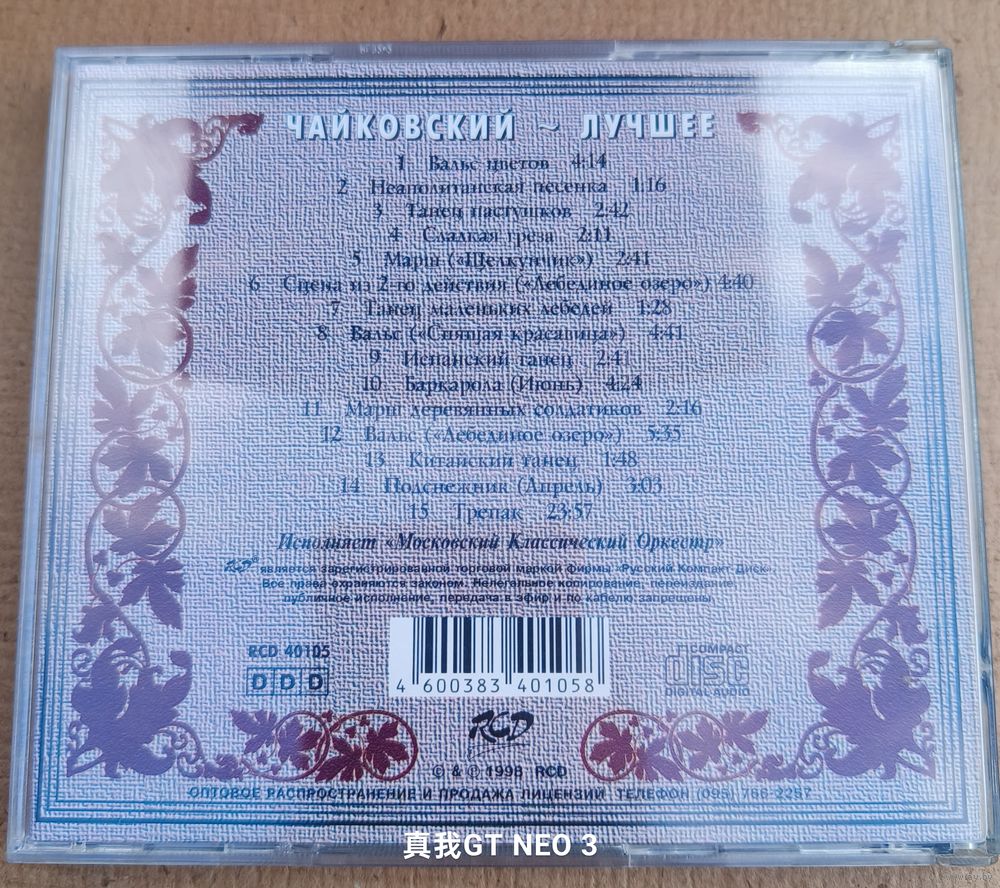 ЧАЙКОВСКИЙ ~ ЛУЧШЕЕ
1 Вальс цветов 4:14
2 Неаполитанская песенка 1:16
3 Танец пастушков 2:42
4 Сладкая греза 2:11
5 Марш («Щелкунчик») 2:41
6 Сцена из 2-го действия («Лебединое озеро») 4:40
7 Танец маленьких лебедей 1:28
8 Вальс («Спящая красавица») 4:41
9 Испанский танец 2:41
10 Баркарола (Июнь) 4:24
11 Марш деревянных солдатиков 2:16
12 Вальс («Лебединое озеро») 5:35
13 Китайский танец 1:48
14 Подснежник (Апрель) 3:03
15 Трепак 23:57
Исполняет «Московский Классический Оркестр»
RCD® является зарегистрированной торговой маркой фирмы «Русский Компакт Диск».
Все права охраняются законом. Нелегальное копирование, переиздание,
публичное исполнение, передача в эфир и по кабелю запрещены
RCD 40105
DDD
4 600383 401058
COMPACT
DISC
DIGITAL AUDIO
RCD
© & ℗ 1998 RCD
ОПТОВОЕ РАСПРОСТРАНЕНИЕ И ПРОДАЖА ЛИЦЕНЗИЙ ТЕЛЕФОН (095) 766-2257
真我GT NEO 3